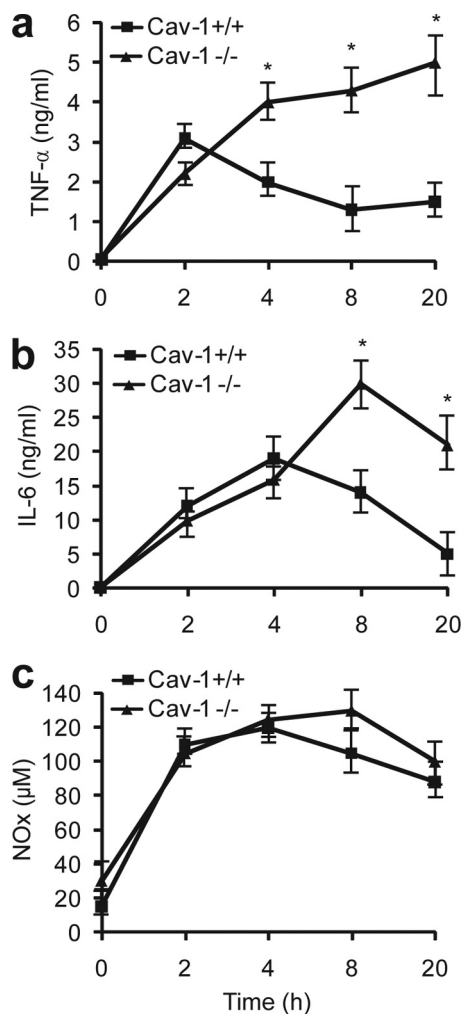 a
Cav-1+/+
Cav-1 -/-
TNF-α (ng/ml)
6
5
4
3
2
1
0
* * *
0 2 4 8 20
b
Cav-1+/+
Cav-1 -/-
IL-6 (ng/ml)
35
30
25
20
15
10
5
0
* *
0 2 4 8 20
c
Cav-1+/+
Cav-1 -/-
NOx (µM)
140
120
100
80
60
40
20
0
0 2 4 8 20
Time (h)